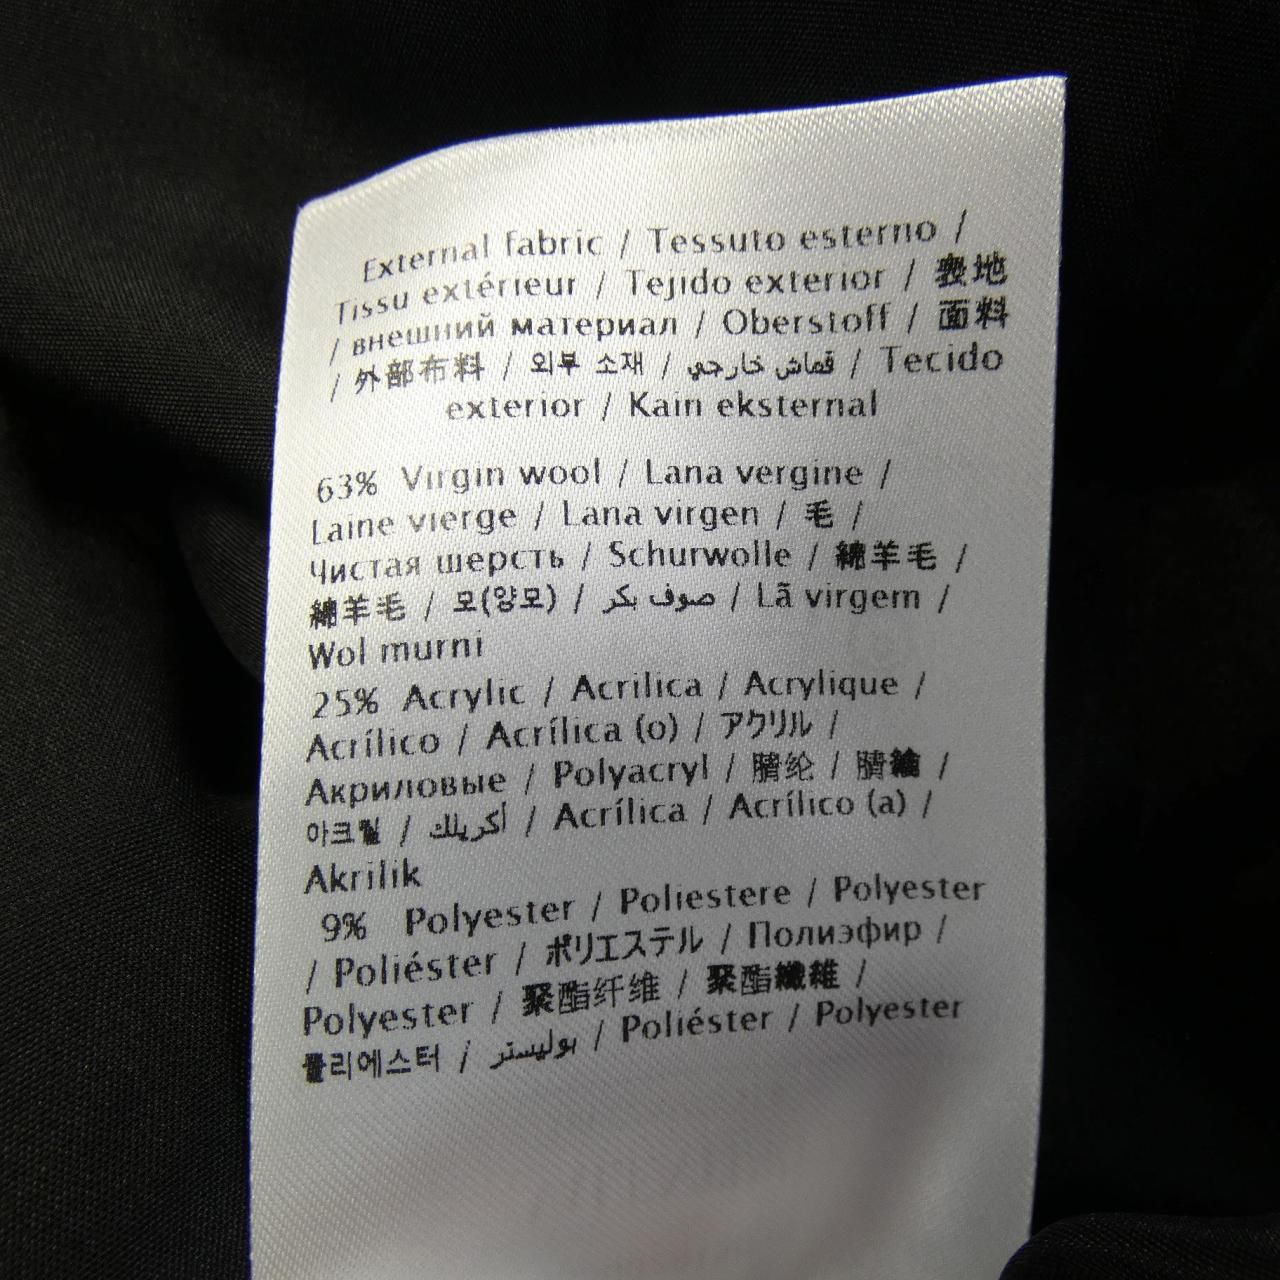 External fabric / Tessuto esterno /
Tissu extérieur / Tejido exterior / 表地
/ внешний материал / Oberstoff / 面料
/ 外部布料 / 외부 소재 / قماش خارجي / Tecido
exterior / Kain eksternal
63% Virgin wool / Lana vergine /
Laine vierge / Lana virgen / 毛 /
Чистая шерсть / Schurwolle / 綿羊毛 /
綿羊毛 / 모(양모) / صوف بكر / Lã virgem /
Wol murni
25% Acrylic / Acrilica / Acrylique /
Acrílico / Acrílica (o) / アクリル /
Акриловые / Polyacryl / 腈纶 / 腈綸 /
아크릴 / أكريلك / Acrílica / Acrílico (a) /
Akrilik
9% Polyester / Poliestere / Polyester
/ Poliéster / ポリエステル / Полиэфир /
Polyester / 聚酯纤维 / 聚酯纖維 /
폴리에스터 / بوليستر / Poliéster / Polyester